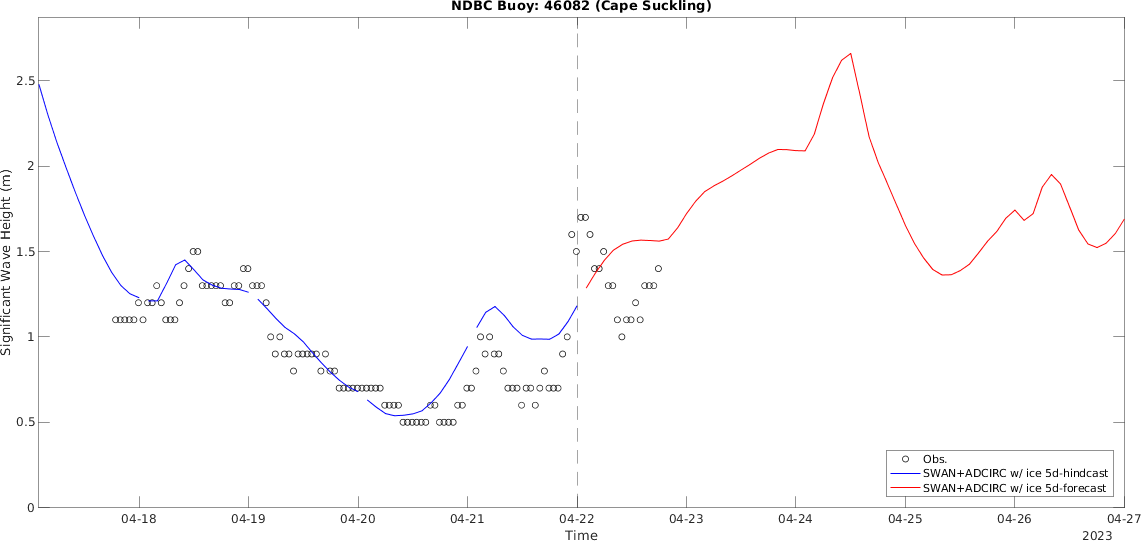 NDBC Buoy: 46082 (Cape Suckling)
Significant Wave Height (m)
2.5
2
1.5
1
0.5
0
Obs.
SWAN+ADCIRC w/ ice 5d-hindcast
SWAN+ADCIRC w/ ice 5d-forecast
04-18 04-19 04-20 04-21 04-22 04-23 04-24 04-25 04-26 04-27
Time
2023